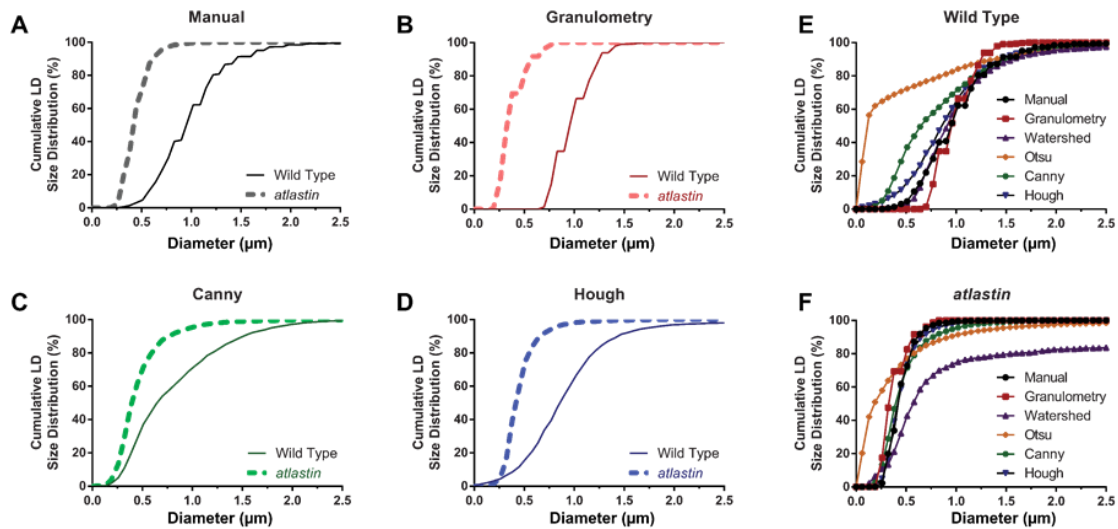 A
Manual
Cumulative LD
Size Distribution (%)
100
80
60
40
20
0
Wild Type
atlastin
0.0 0.5 1.0 1.5 2.0 2.5
Diameter (µm)
B
Granulometry
Cumulative LD
Size Distribution (%)
100
80
60
40
20
0
Wild Type
atlastin
0.0 0.5 1.0 1.5 2.0 2.5
Diameter (µm)
E
Wild Type
Cumulative LD
Size Distribution (%)
100
80
60
40
20
0
Manual
Granulometry
Watershed
Otsu
Canny
Hough
0.0 0.5 1.0 1.5 2.0 2.5
Diameter (µm)
C
Canny
Cumulative LD
Size Distribution (%)
100
80
60
40
20
0
Wild Type
atlastin
0.0 0.5 1.0 1.5 2.0 2.5
Diameter (µm)
D
Hough
Cumulative LD
Size Distribution (%)
100
80
60
40
20
0
Wild Type
atlastin
0.0 0.5 1.0 1.5 2.0 2.5
Diameter (µm)
F
atlastin
Cumulative LD
Size Distribution (%)
100
80
60
40
20
0
Manual
Granulometry
Watershed
Otsu
Canny
Hough
0.0 0.5 1.0 1.5 2.0 2.5
Diameter (µm)